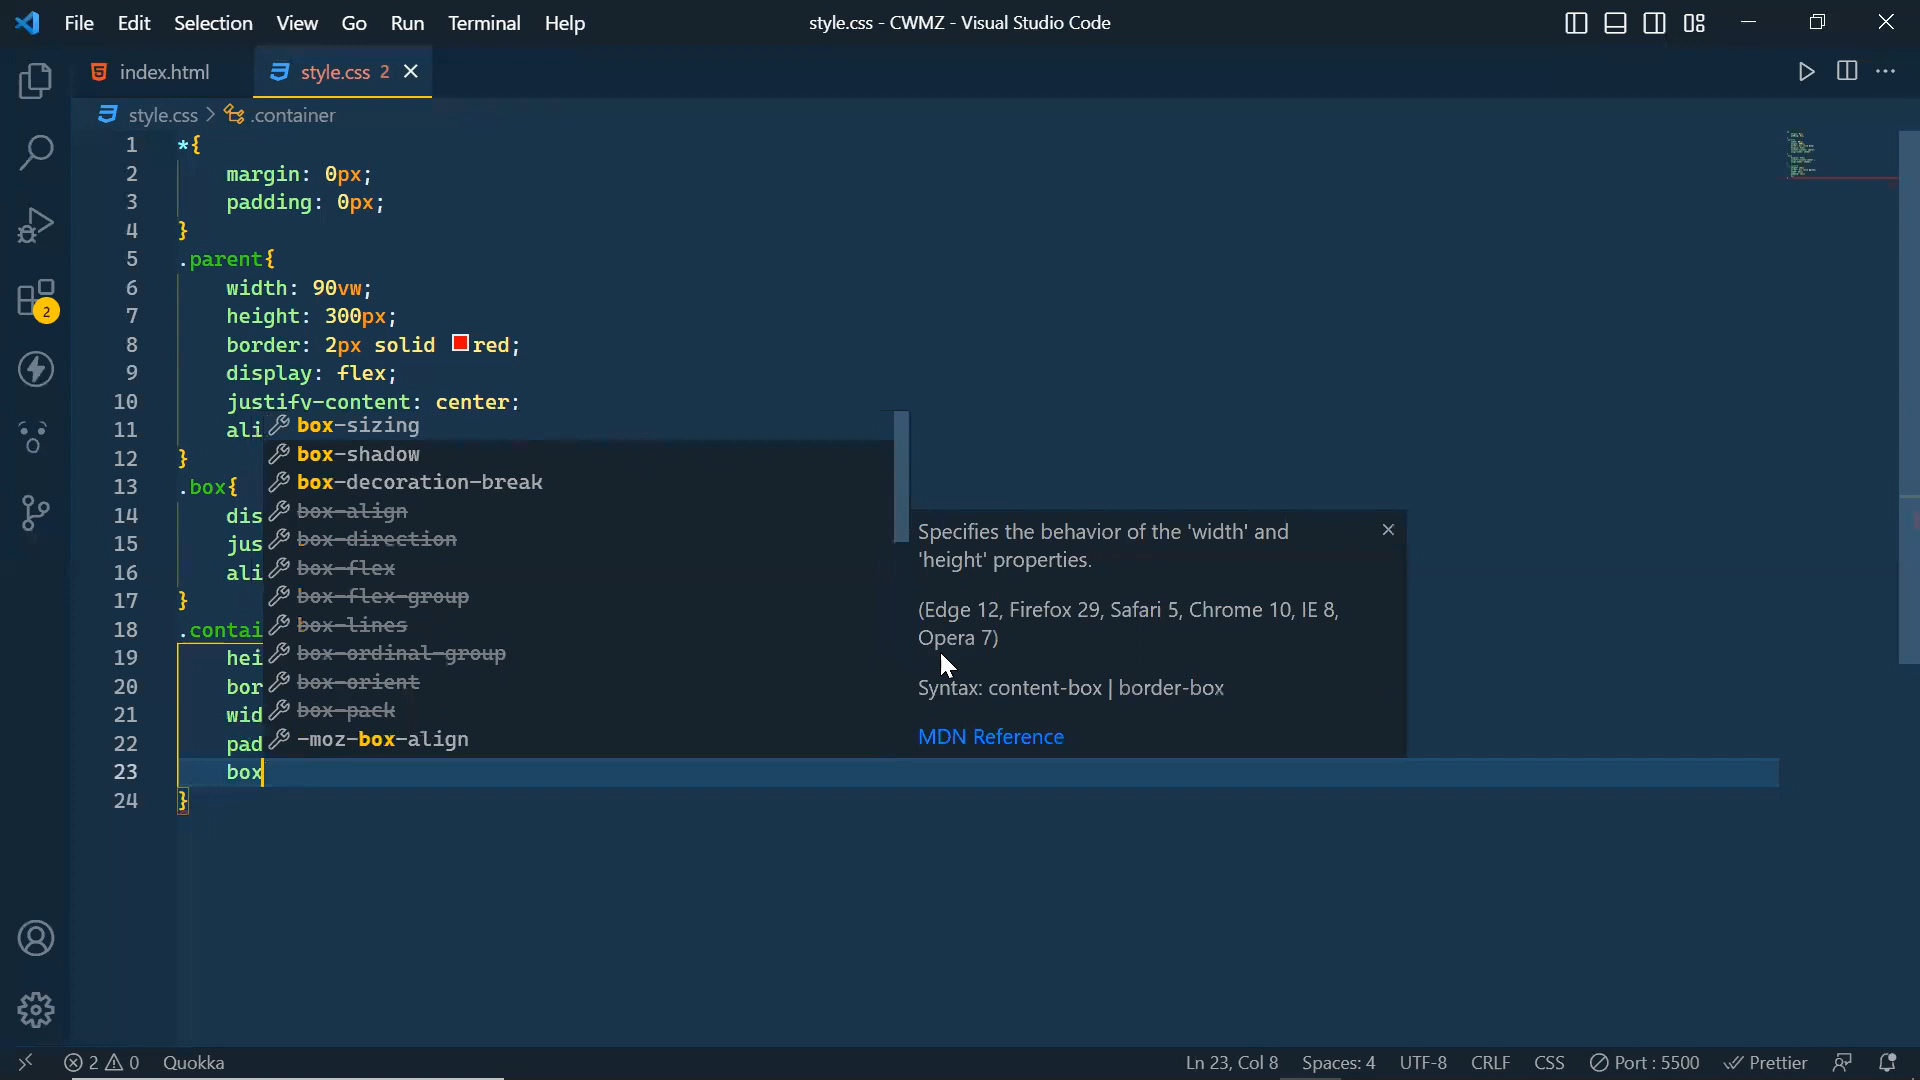 File Edit Selection View Go Run Terminal Help style.css - CWMZ - Visual Studio Code
index.html style.css 2
style.css > .container
1 *{
2 margin: 0px;
3 padding: 0px;
4 }
5 .parent{
6 width: 90vw;
7 height: 300px;
8 border: 2px solid red;
9 display: flex;
10 justify-content: center;
11 ali
12 }
13 .box{
14 dis
15 jus
16 ali
17 }
18 .contai
19 hei
20 bor
21 wid
22 pad
23 box
24 }
box-sizing
box-shadow
box-decoration-break
box-align
box-direction
box-flex
box-flex-group
box-lines
box-ordinal-group
box-orient
box-pack
-moz-box-align
Specifies the behavior of the 'width' and
'height' properties.
(Edge 12, Firefox 29, Safari 5, Chrome 10, IE 8,
Opera 7)
Syntax: content-box | border-box
MDN Reference
2
2 0 Quokka Ln 23, Col 8 Spaces: 4 UTF-8 CRLF CSS Port : 5500 Prettier